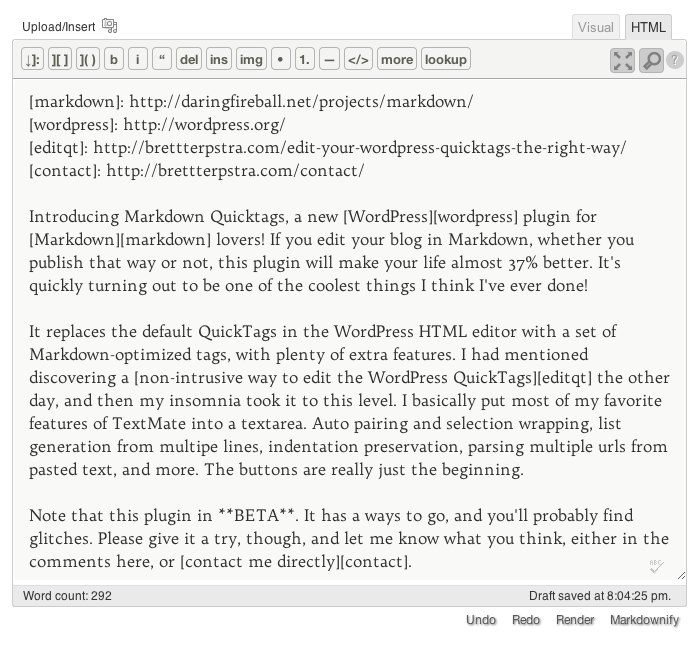 Upload/Insert
Visual
HTML
↓]: ][ ] ]( ) b i “ del ins img • 1. — </> more lookup ?
[markdown]: http://daringfireball.net/projects/markdown/
[wordpress]: http://wordpress.org/
[editqt]: http://brettterpstra.com/edit-your-wordpress-quicktags-the-right-way/
[contact]: http://brettterpstra.com/contact/
Introducing Markdown Quicktags, a new [WordPress][wordpress] plugin for
[Markdown][markdown] lovers! If you edit your blog in Markdown, whether you
publish that way or not, this plugin will make your life almost 37% better. It's
quickly turning out to be one of the coolest things I think I've ever done!
It replaces the default QuickTags in the WordPress HTML editor with a set of
Markdown-optimized tags, with plenty of extra features. I had mentioned
discovering a [non-intrusive way to edit the WordPress QuickTags][editqt] the other
day, and then my insomnia took it to this level. I basically put most of my favorite
features of TextMate into a textarea. Auto pairing and selection wrapping, list
generation from multipe lines, indentation preservation, parsing multiple urls from
pasted text, and more. The buttons are really just the beginning.
Note that this plugin in **BETA**. It has a ways to go, and you'll probably find
glitches. Please give it a try, though, and let me know what you think, either in the
comments here, or [contact me directly][contact].
ABC
Word count: 292
Draft saved at 8:04:25 pm.
Undo Redo Render Markdownify